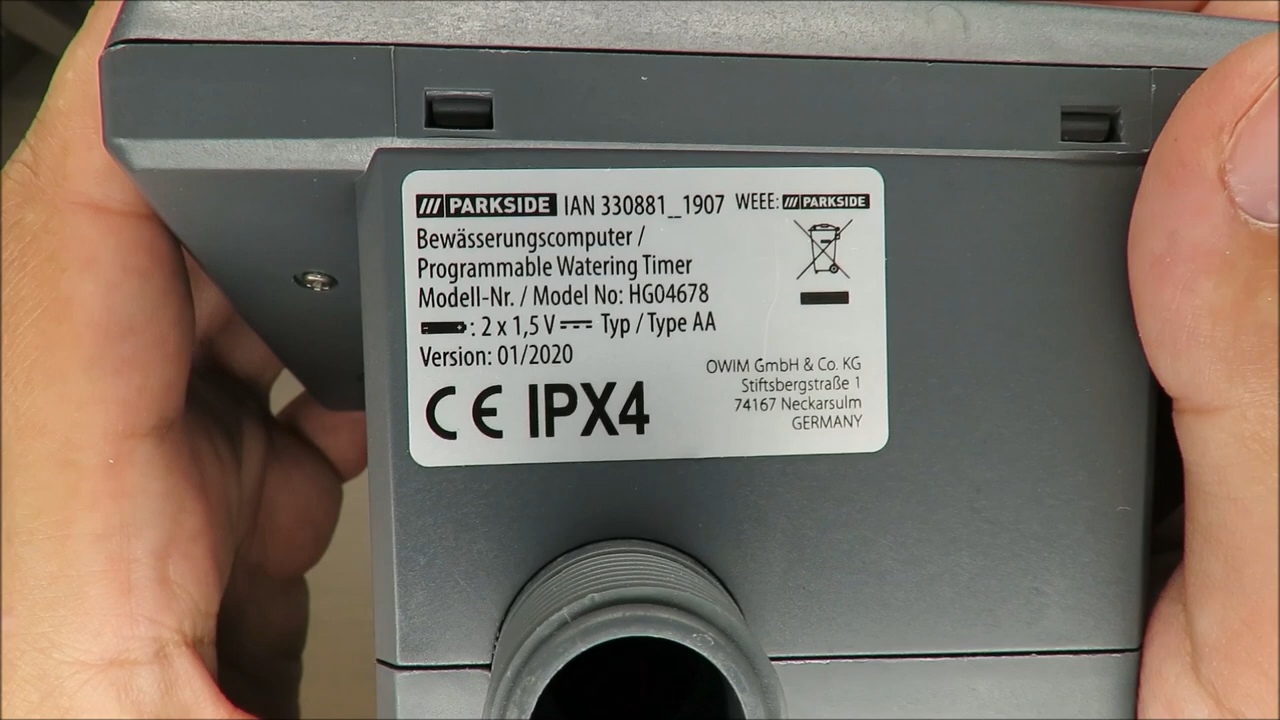 /// PARKSIDE IAN 330881_1907 WEEE: /// PARKSIDE
Bewässerungscomputer /
Programmable Watering Timer
Modell-Nr. / Model No: HG04678
: 2 x 1,5 V Typ / Type AA
Version: 01/2020
CE IPX4
OWIM GmbH & Co. KG
Stiftsbergstraße 1
74167 Neckarsulm
GERMANY